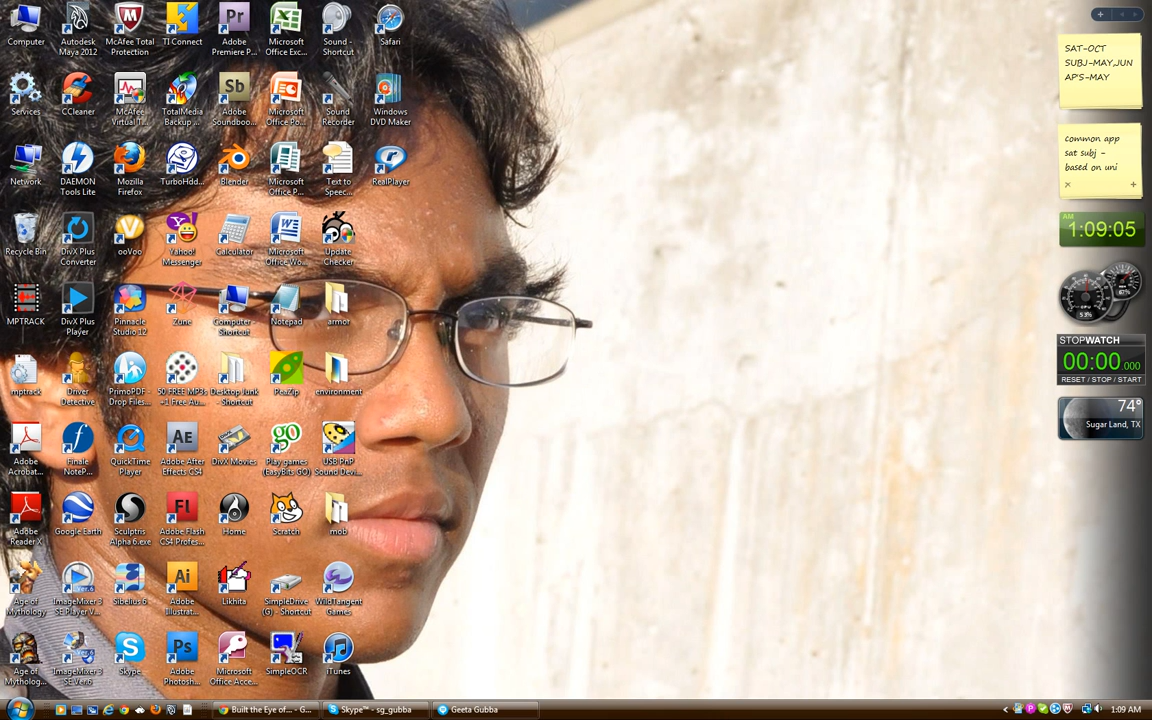 Computer
Autodesk
Maya 2012
McAfee Total
Protection
TI Connect
Adobe
Premiere P...
Microsoft
Office Exc...
Sound -
Shortcut
Safari
Services
CCleaner
McAfee
Virtual T...
TotalMedia
Backup ...
Adobe
Soundboo...
Microsoft
Office Po...
Sound
Recorder
Windows
DVD Maker
Network
DAEMON
Tools Lite
Mozilla
Firefox
TurboHdd...
Blender
Microsoft
Office P...
Text to
Speec...
RealPlayer
Recycle Bin
DivX Plus
Converter
ooVoo
Yahoo!
Messenger
Calculator
Microsoft
Office Wo...
Update
Checker
MPTRACK
DivX Plus
Player
Pinnacle
Studio 12
Zune
Computer -
Shortcut
Notepad
armor
mptrack
Driver
Detective
PrimoPDF -
Drop Files...
50 FREE MP3s
+1 Free Au...
Desktop Junk
- Shortcut
PeaZip
environment
Adobe
Acrobat...
Finale
NoteP...
QuickTime
Player
Adobe After
Effects CS4
DivX Movies
Play games
(EasyBits GO)
USB PnP
Sound Devi...
Adobe
Reader X
Google Earth
Sculptris
Alpha 6.exe
Adobe Flash
CS4 Profes...
Home
Scratch
mob
Age of
Mythology
ImageMixer 3
SE Player V...
Sibelius 6
Adobe
Illustrat...
Likhita
SimpleDrive
(G) - Shortcut
WildTangent
Games
Age of
Mytholog...
ImageMixer 3
SE Ver.6
Skype
Adobe
Photosh...
Microsoft
Office Acce...
SimpleOCR
iTunes
SAT-OCT
SUBJ-MAY,JUN
AP'S-MAY
common app
sat subj -
based on uni
AM
1:09:05
53%
67%
STOPWATCH
00:00.000
RESET / STOP / START
74°
Sugar Land, TX
Built the Eye of... - G...
Skype™ - sg_gubba
Geeta Gubba
1:09 AM